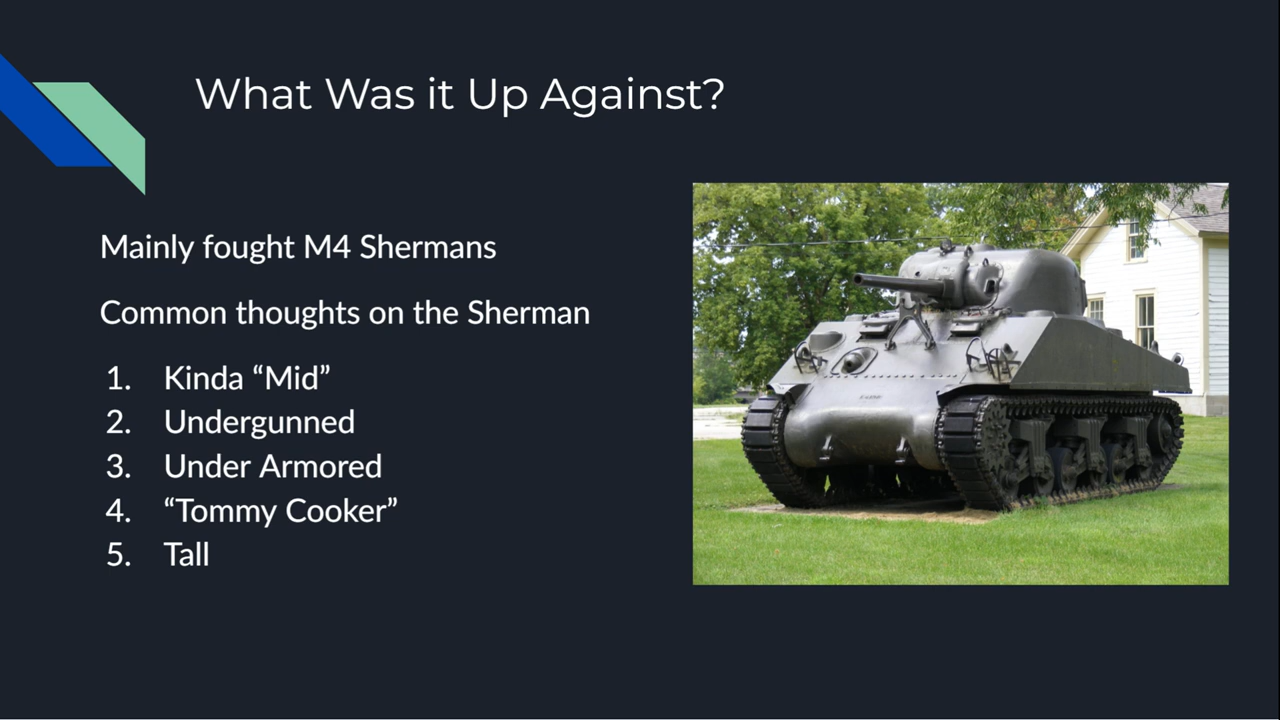 What Was it Up Against?
Mainly fought M4 Shermans
Common thoughts on the Sherman
1. Kinda “Mid”
2. Undergunned
3. Under Armored
4. “Tommy Cooker”
5. Tall